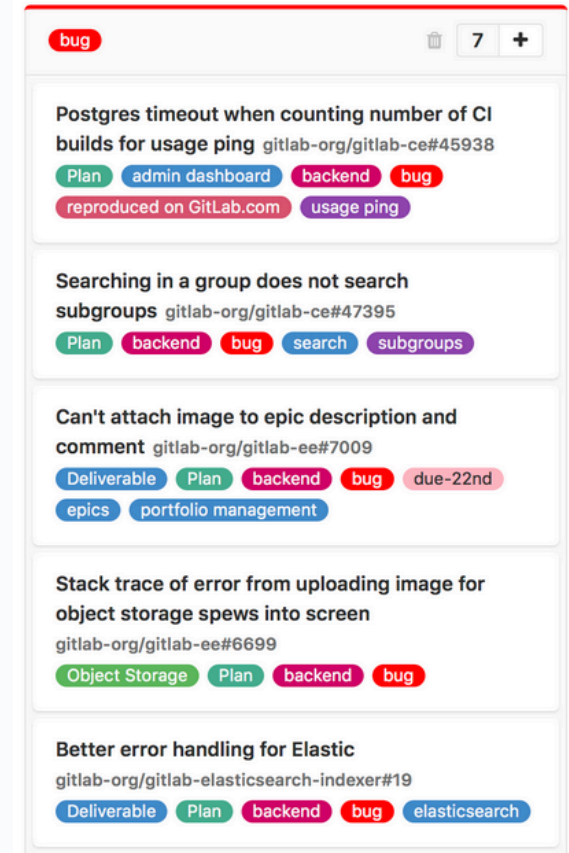 bug 7 +
Postgres timeout when counting number of CI
builds for usage ping gitlab-org/gitlab-ce#45938
Plan admin dashboard backend bug
reproduced on GitLab.com usage ping
Searching in a group does not search
subgroups gitlab-org/gitlab-ce#47395
Plan backend bug search subgroups
Can't attach image to epic description and
comment gitlab-org/gitlab-ee#7009
Deliverable Plan backend bug due-22nd
epics portfolio management
Stack trace of error from uploading image for
object storage spews into screen
gitlab-org/gitlab-ee#6699
Object Storage Plan backend bug
Better error handling for Elastic
gitlab-org/gitlab-elasticsearch-indexer#19
Deliverable Plan backend bug elasticsearch